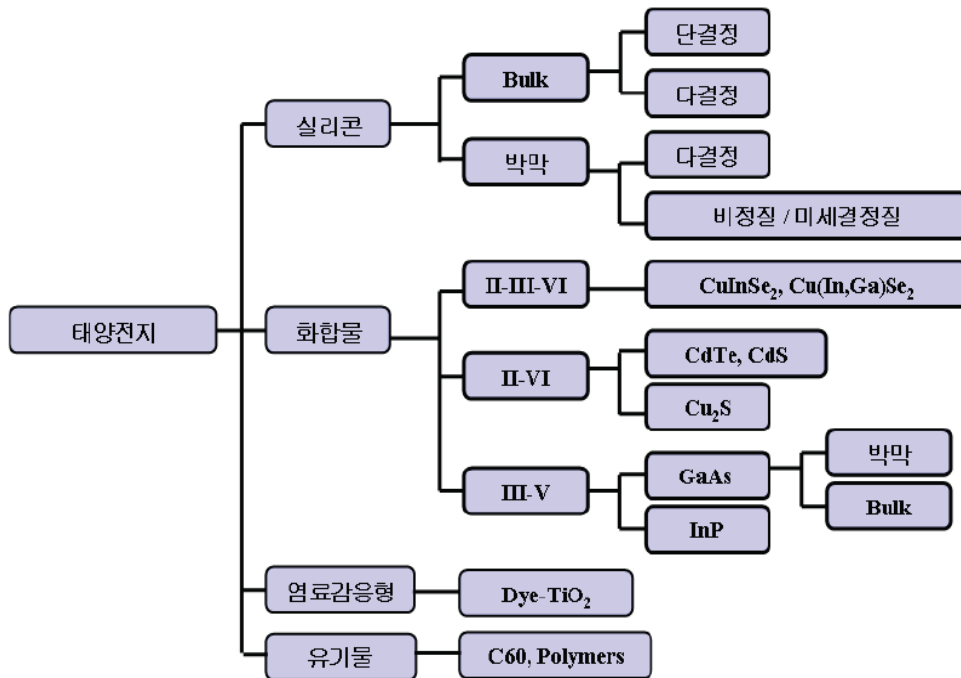 단결정
Bulk
다결정
실리콘
박막
다결정
비정질 / 미세결정질
II-III-VI
CuInSe₂, Cu(In,Ga)Se₂
태양전지
화합물
CdTe, CdS
II-VI
Cu₂S
박막
GaAs
III-V
Bulk
InP
염료감응형
Dye-TiO₂
유기물
C60, Polymers